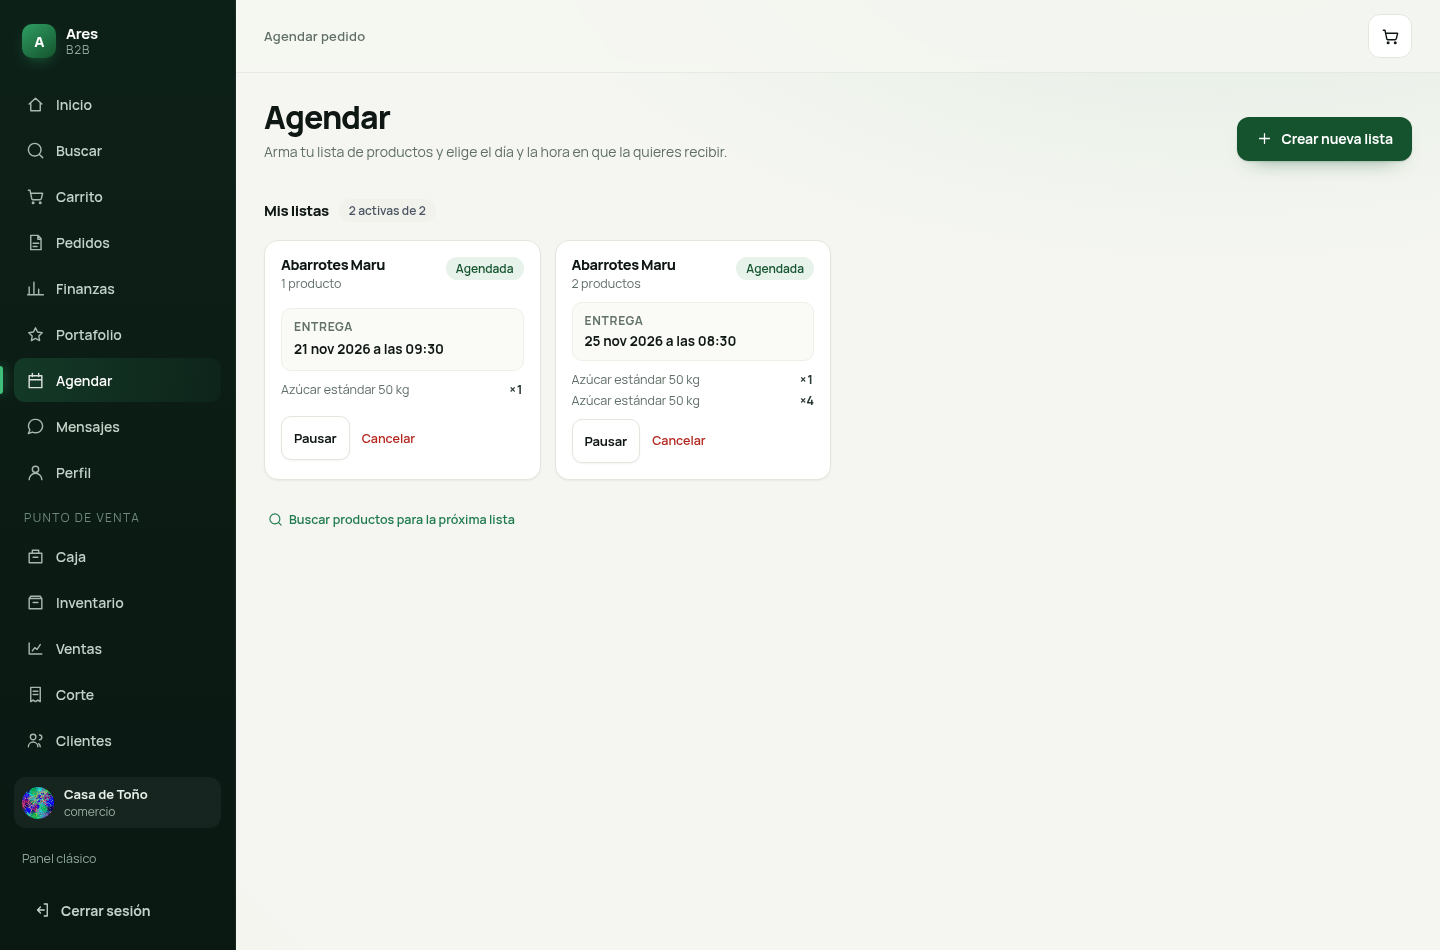 A
Ares
B2B
Inicio
Buscar
Carrito
Pedidos
Finanzas
Portafolio
Agendar
Mensajes
Perfil
PUNTO DE VENTA
Caja
Inventario
Ventas
Corte
Clientes
Casa de Toño
comercio
Panel clásico
Cerrar sesión
Agendar pedido
Agendar
Arma tu lista de productos y elige el día y la hora en que la quieres recibir.
Crear nueva lista
Mis listas 2 activas de 2
Abarrotes Maru Agendada
1 producto
ENTREGA
21 nov 2026 a las 09:30
Azúcar estándar 50 kg ×1
Pausar Cancelar
Abarrotes Maru Agendada
2 productos
ENTREGA
25 nov 2026 a las 08:30
Azúcar estándar 50 kg ×1
Azúcar estándar 50 kg ×4
Pausar Cancelar
Buscar productos para la próxima lista